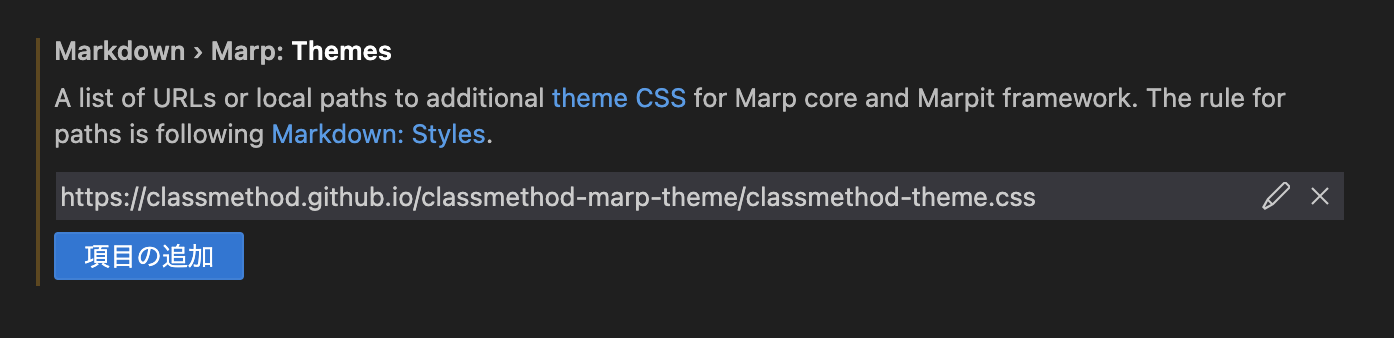 Markdown › Marp: Themes
A list of URLs or local paths to additional theme CSS for Marp core and Marpit framework. The rule for
paths is following Markdown: Styles.
https://classmethod.github.io/classmethod-marp-theme/classmethod-theme.css
項目の追加